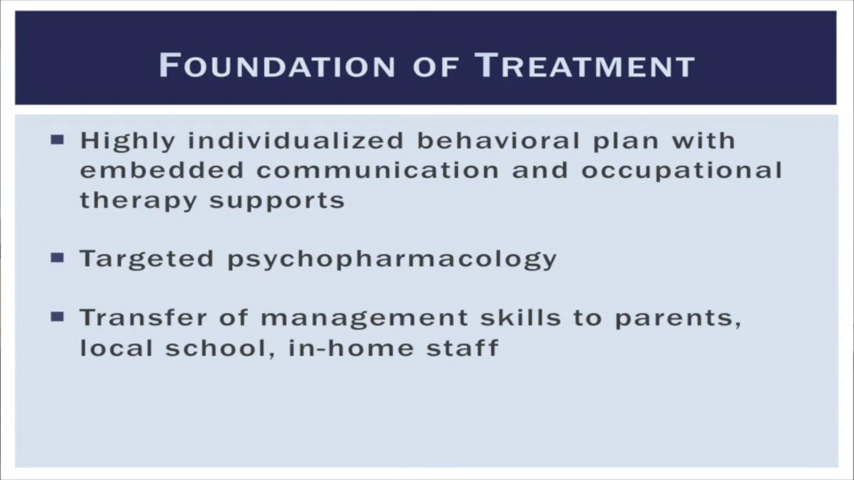 Foundation of Treatment
Highly individualized behavioral plan with
embedded communication and occupational
therapy supports
Targeted psychopharmacology
Transfer of management skills to parents,
local school, in-home staff